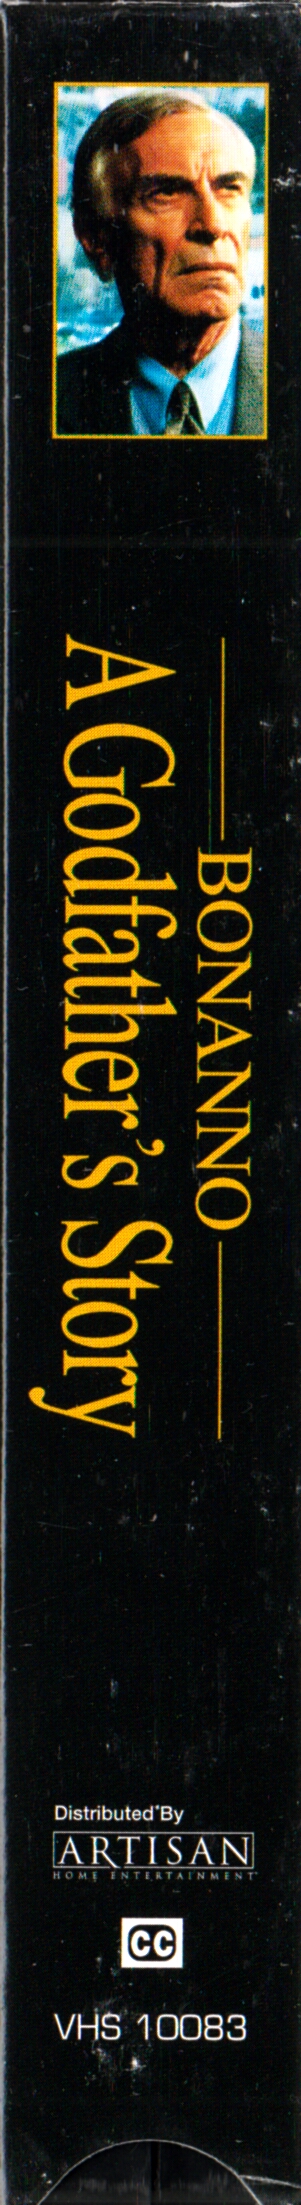 BONANNO
A Godfather's Story
Distributed By
ARTISAN
HOME ENTERTAINMENT
CC
VHS 10083